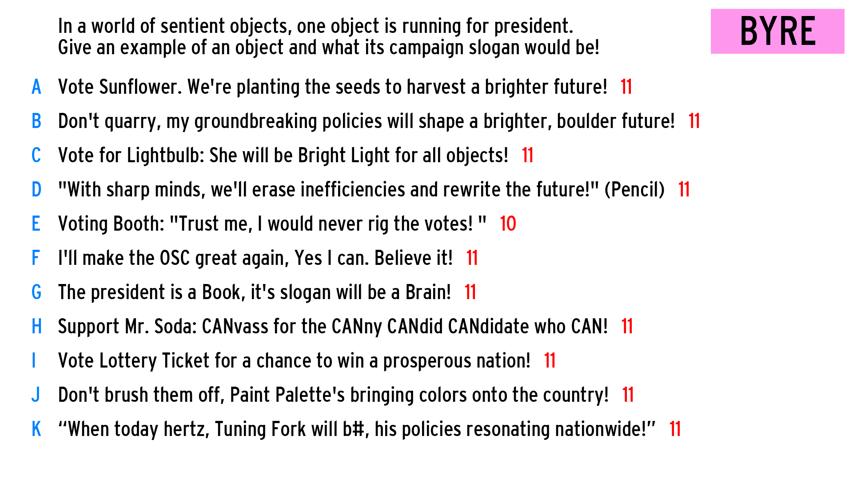 In a world of sentient objects, one object is running for president.
Give an example of an object and what its campaign slogan would be!
BYRE
A Vote Sunflower. We're planting the seeds to harvest a brighter future! 11
B Don't quarry, my groundbreaking policies will shape a brighter, boulder future! 11
C Vote for Lightbulb: She will be Bright Light for all objects! 11
D "With sharp minds, we'll erase inefficiencies and rewrite the future!" (Pencil) 11
E Voting Booth: "Trust me, I would never rig the votes! " 10
F I'll make the OSC great again, Yes I can. Believe it! 11
G The president is a Book, it's slogan will be a Brain! 11
H Support Mr. Soda: CANvass for the CANny CANdid CANdidate who CAN! 11
I Vote Lottery Ticket for a chance to win a prosperous nation! 11
J Don't brush them off, Paint Palette's bringing colors onto the country! 11
K “When today hertz, Tuning Fork will b#, his policies resonating nationwide!” 11